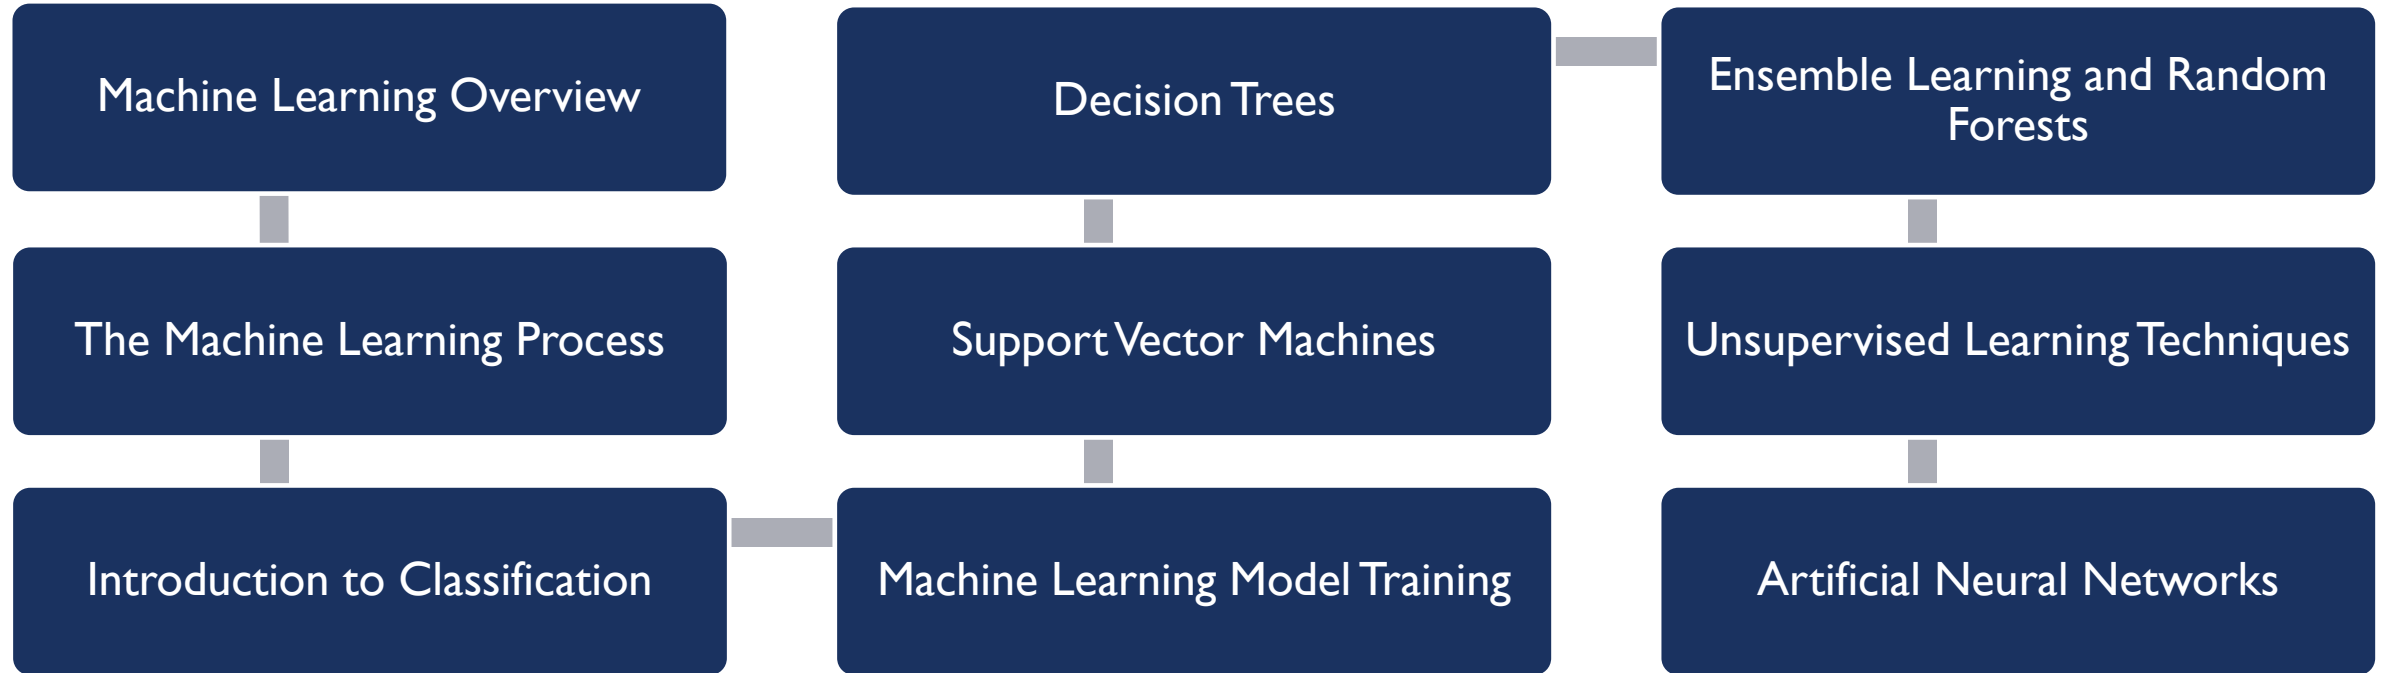 Machine Learning Overview
The Machine Learning Process
Introduction to Classification
Machine Learning Model Training
Support Vector Machines
Decision Trees
Ensemble Learning and Random
Forests
Unsupervised Learning Techniques
Artificial Neural Networks